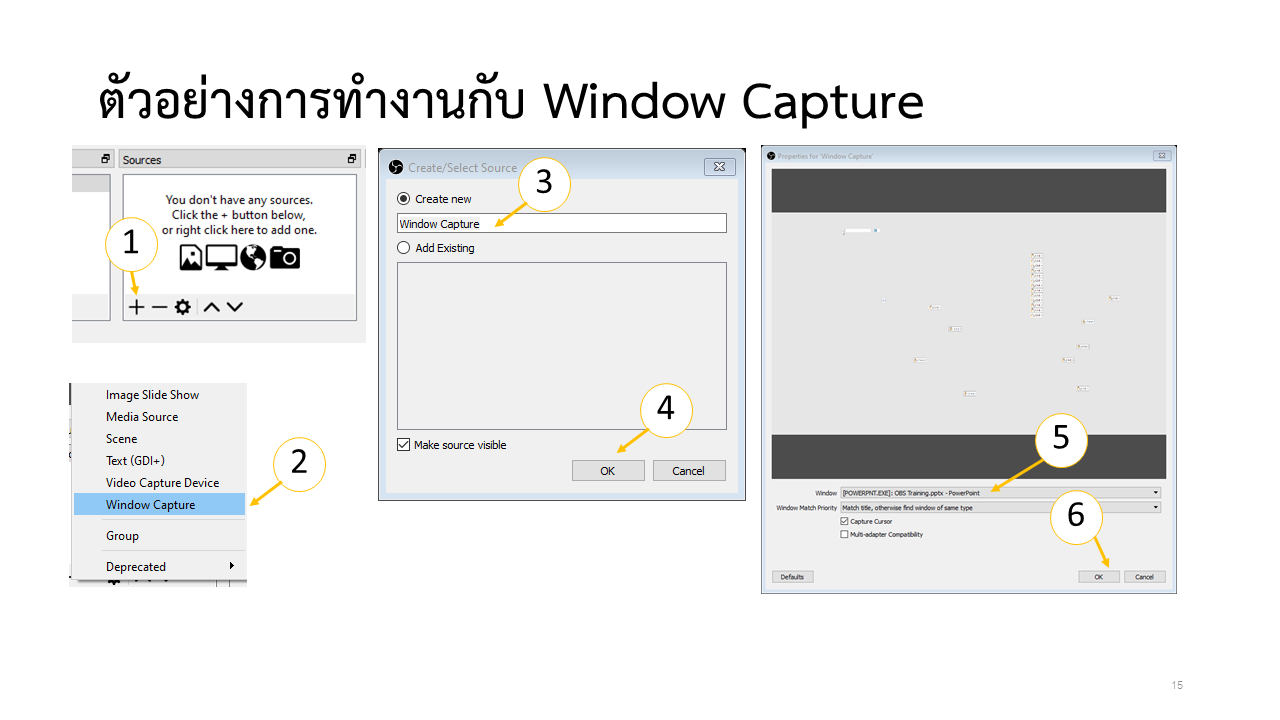 ตัวอย่างการทำงานกับ Window Capture
Sources
You don't have any sources.
Click the + button below,
or right click here to add one.
1
Image Slide Show
Media Source
Scene
Text (GDI+)
Video Capture Device
Window Capture
Group
Deprecated
2
Create/Select Source
3
Create new
Window Capture
Add Existing
4
Make source visible
OK
Cancel
Properties for 'Window Capture'
5
Window
[POWERPNT.EXE]: OBS Training.pptx - PowerPoint
Window Match Priority
Match title, otherwise find window of same type
Capture Cursor
Multi-adapter Compatibility
6
Defaults
OK
Cancel
15